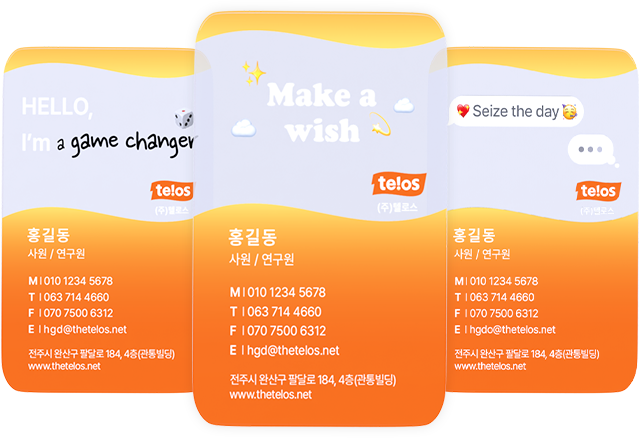 HELLO,
I'm a game changer
te!os
(주)텔로스
홍길동
사원 / 연구원
M | 010 1234 5678
T | 063 714 4660
F | 070 7500 6312
E | hgd@thetelos.net
전주시 완산구 팔달로 184, 4층(관통빌딩)
www.thetelos.net
Make a
wish
te!os
(주)텔로스
홍길동
사원 / 연구원
M | 010 1234 5678
T | 063 714 4660
F | 070 7500 6312
E | hgd@thetelos.net
전주시 완산구 팔달로 184, 4층(관통빌딩)
www.thetelos.net
Seize the day
te!os
홍길동
사원 / 연구원
M | 010 1234 5678
T | 063 714 4660
F | 070 7500 6312
E | hgdo@thetelos.net
전주시 완산구 팔달로 184, 4층(관통빌딩)
www.thetelos.net